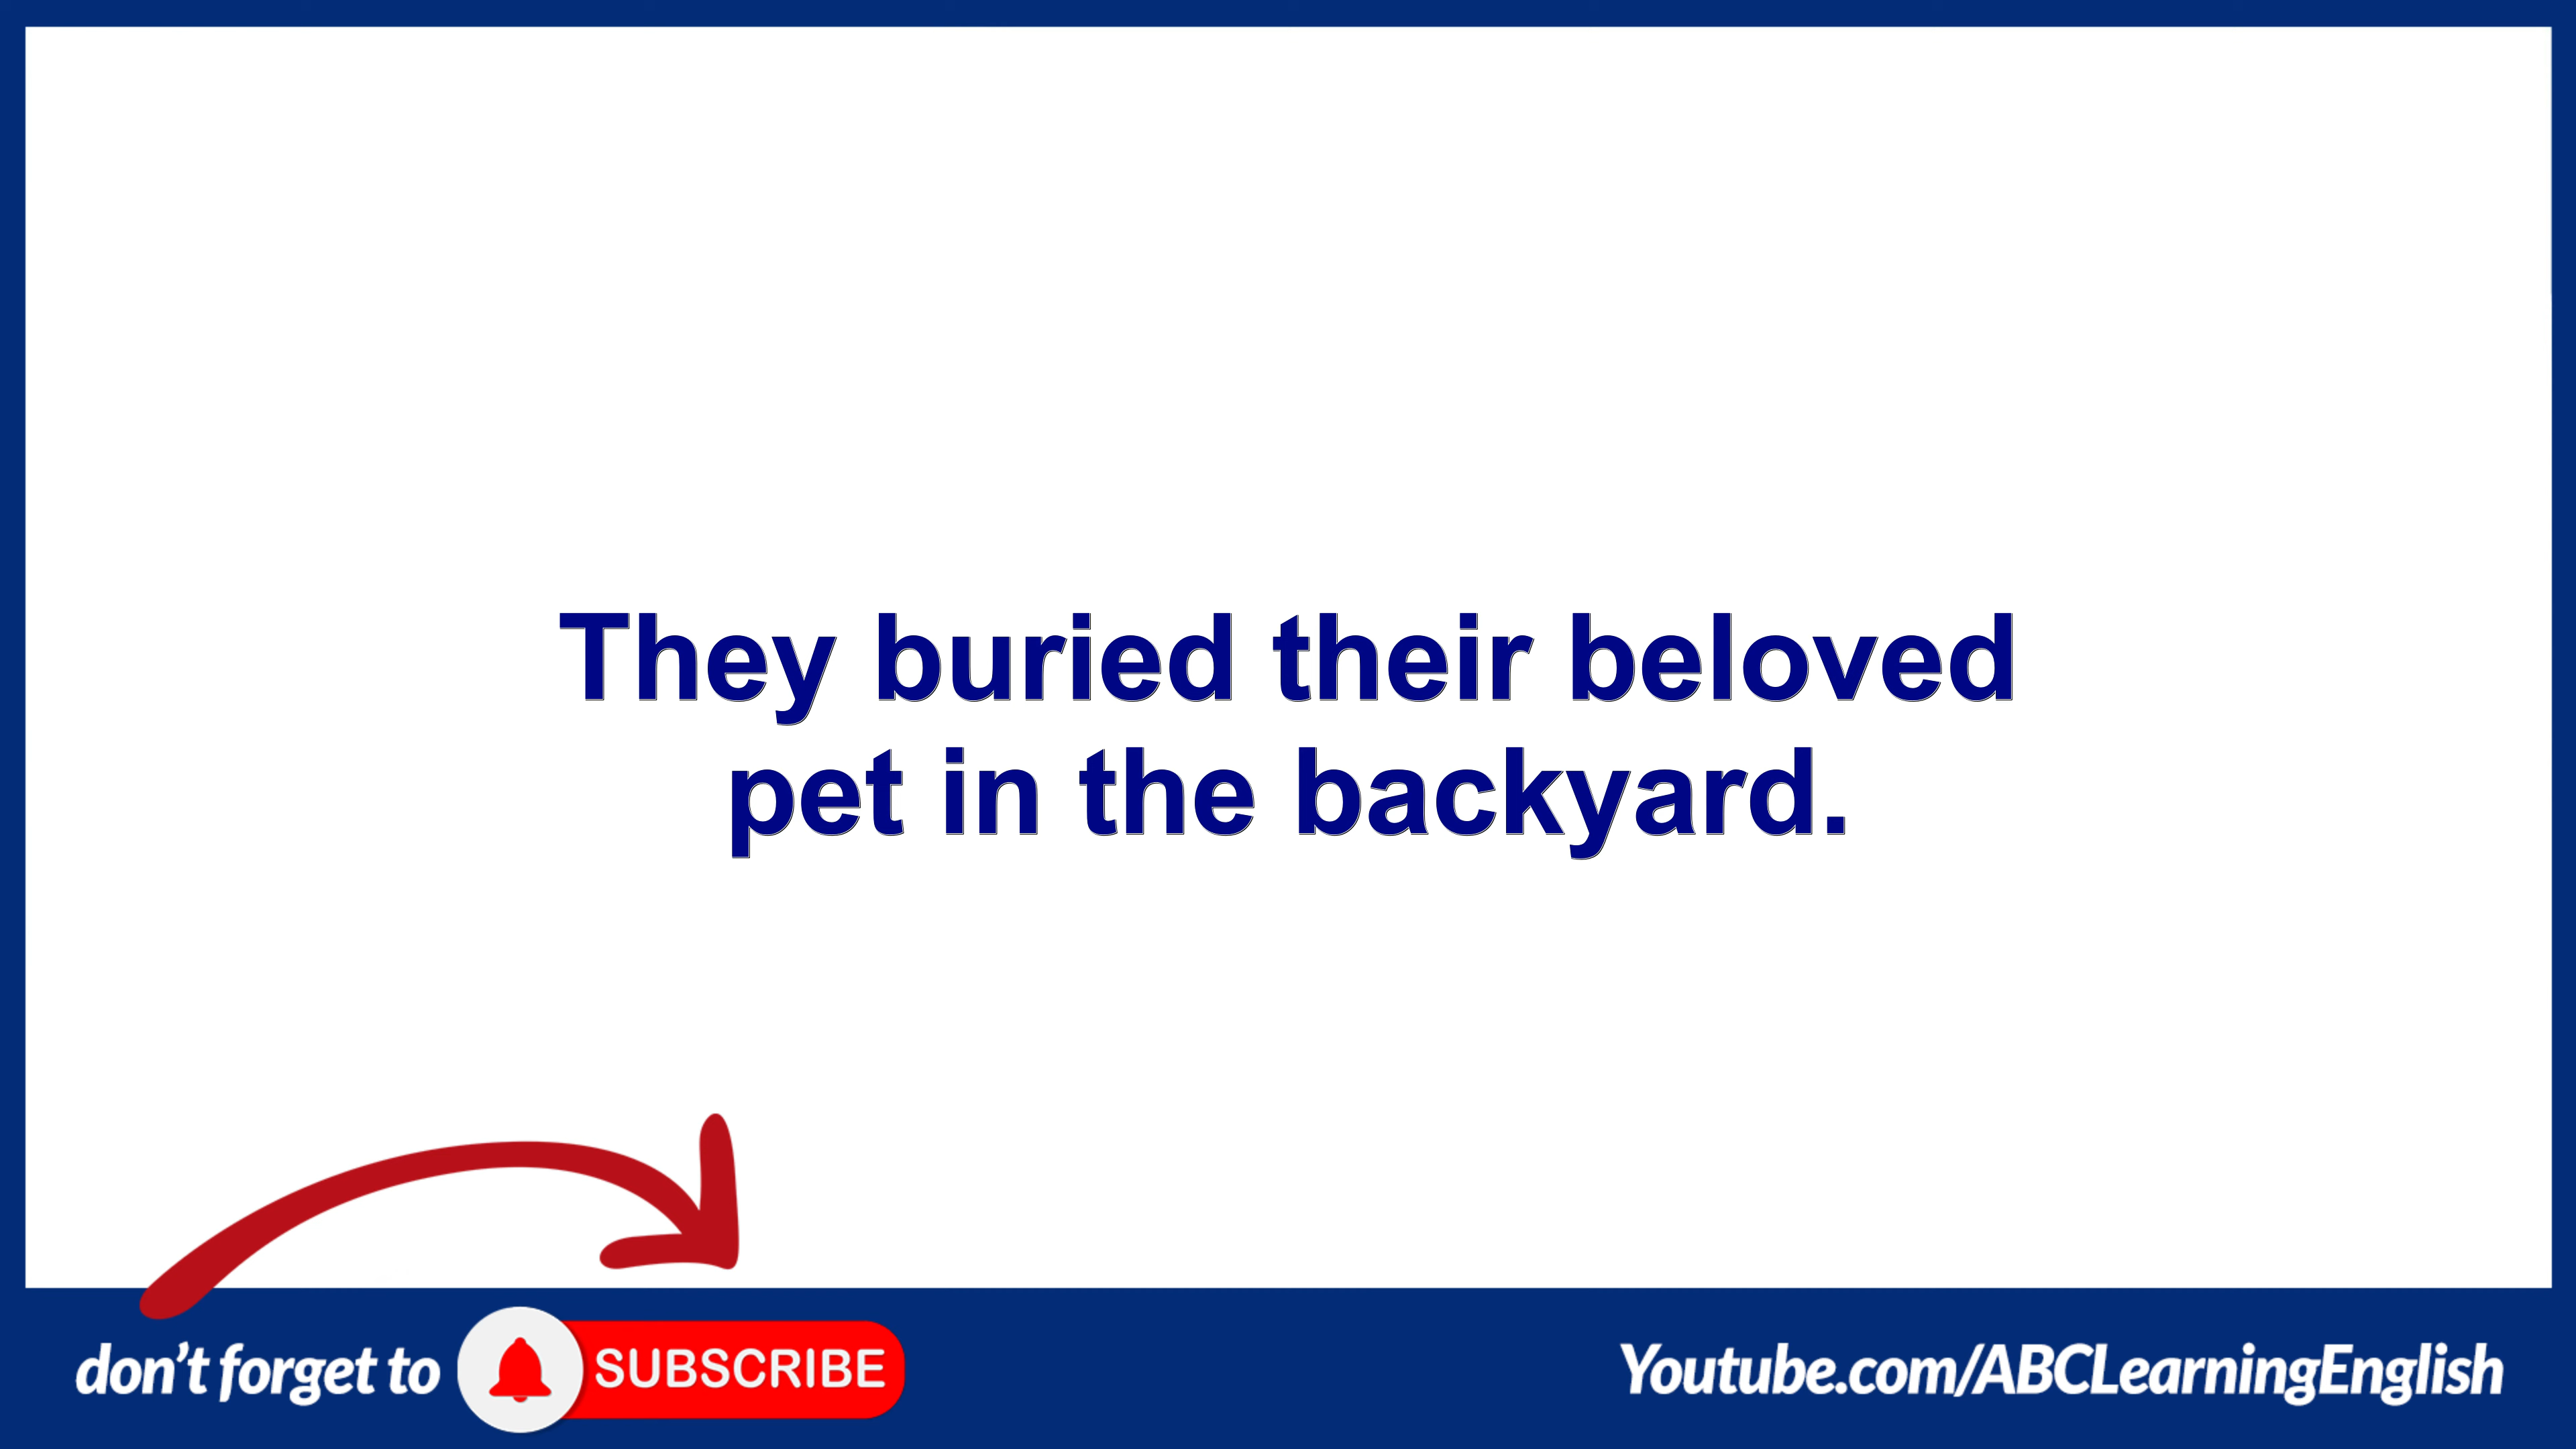 They buried their beloved
pet in the backyard.
don't forget to SUBSCRIBE
Youtube.com/ABCLearningEnglish